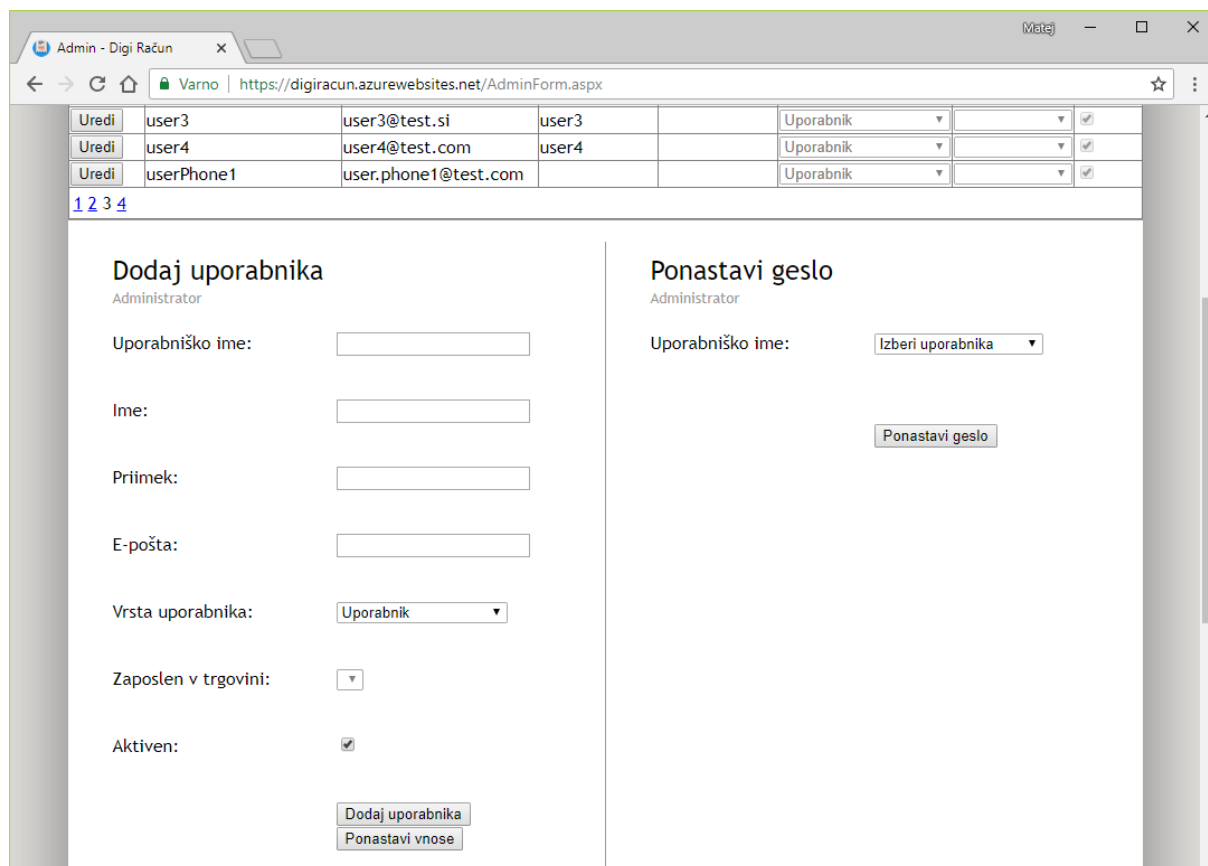 Matej
Admin - Digi Račun
Varno | https://digiracun.azurewebsites.net/AdminForm.aspx
Uredi user3 user3@test.si user3 Uporabnik
Uredi user4 user4@test.com user4 Uporabnik
Uredi userPhone1 user.phone1@test.com Uporabnik
1 2 3 4
Dodaj uporabnika
Administrator
Uporabniško ime:
Ime:
Priimek:
E-pošta:
Vrsta uporabnika: Uporabnik
Zaposlen v trgovini:
Aktiven:
Dodaj uporabnika
Ponastavi vnose
Ponastavi geslo
Administrator
Uporabniško ime: Izberi uporabnika
Ponastavi geslo